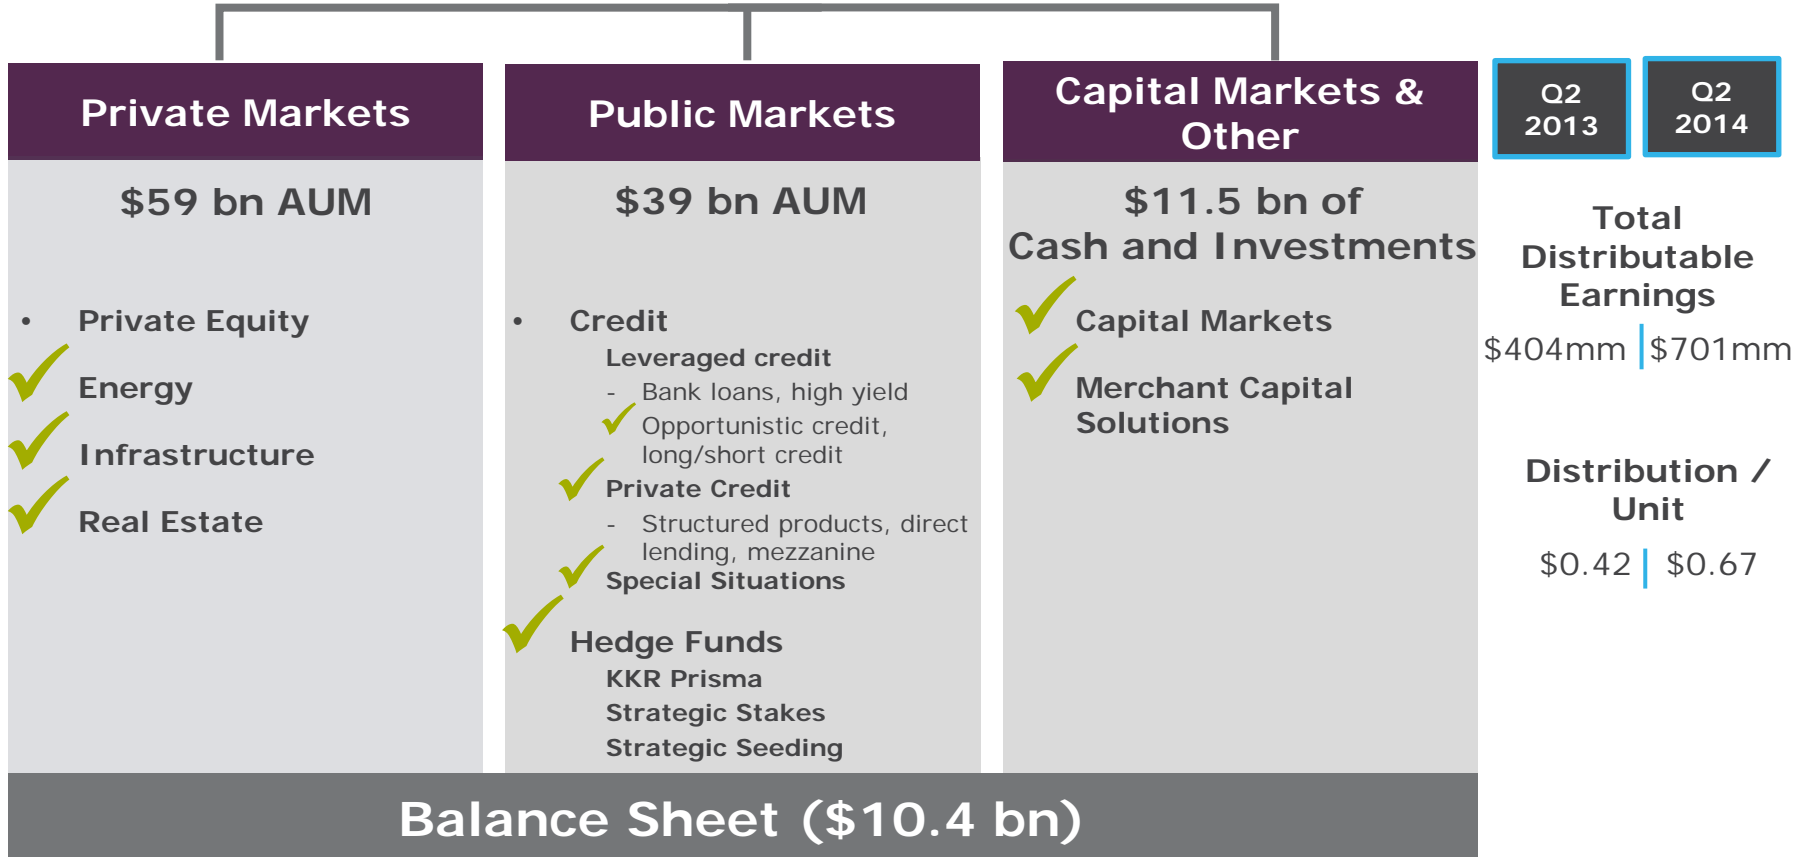 Private Markets
$59 bn AUM
• Private Equity
Energy
Infrastructure
Real Estate
Public Markets
$39 bn AUM
• Credit
Leveraged credit
- Bank loans, high yield
Opportunistic credit,
long/short credit
Private Credit
- Structured products, direct
lending, mezzanine
Special Situations
Hedge Funds
KKR Prisma
Strategic Stakes
Strategic Seeding
Capital Markets &
Other
$11.5 bn of
Cash and Investments
Capital Markets
Merchant Capital
Solutions
Balance Sheet ($10.4 bn)
Q2
2013
Q2
2014
Total
Distributable
Earnings
$404mm $701mm
Distribution /
Unit
$0.42 $0.67